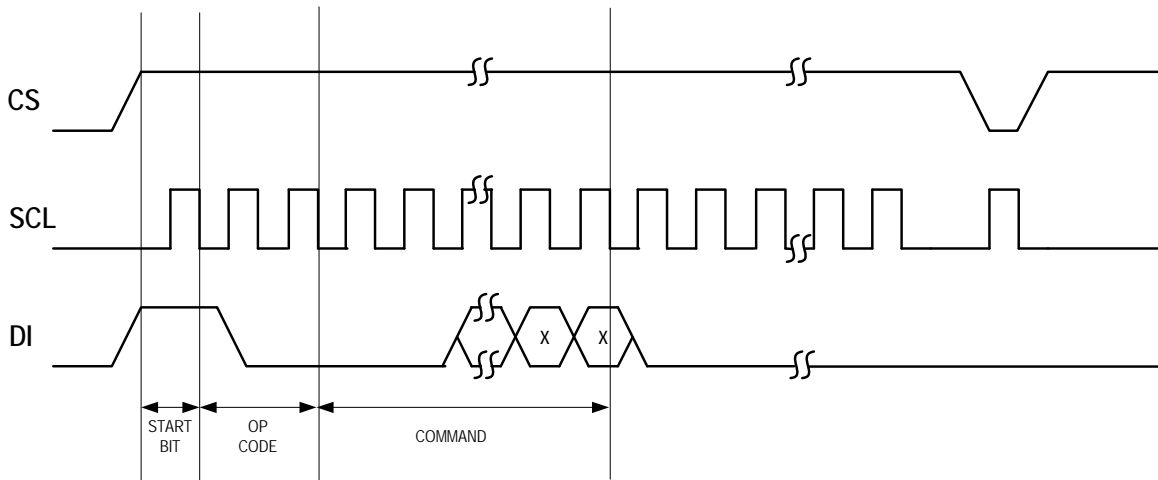 CS
SCL
DI
X
X
START
BIT
OP
CODE
COMMAND